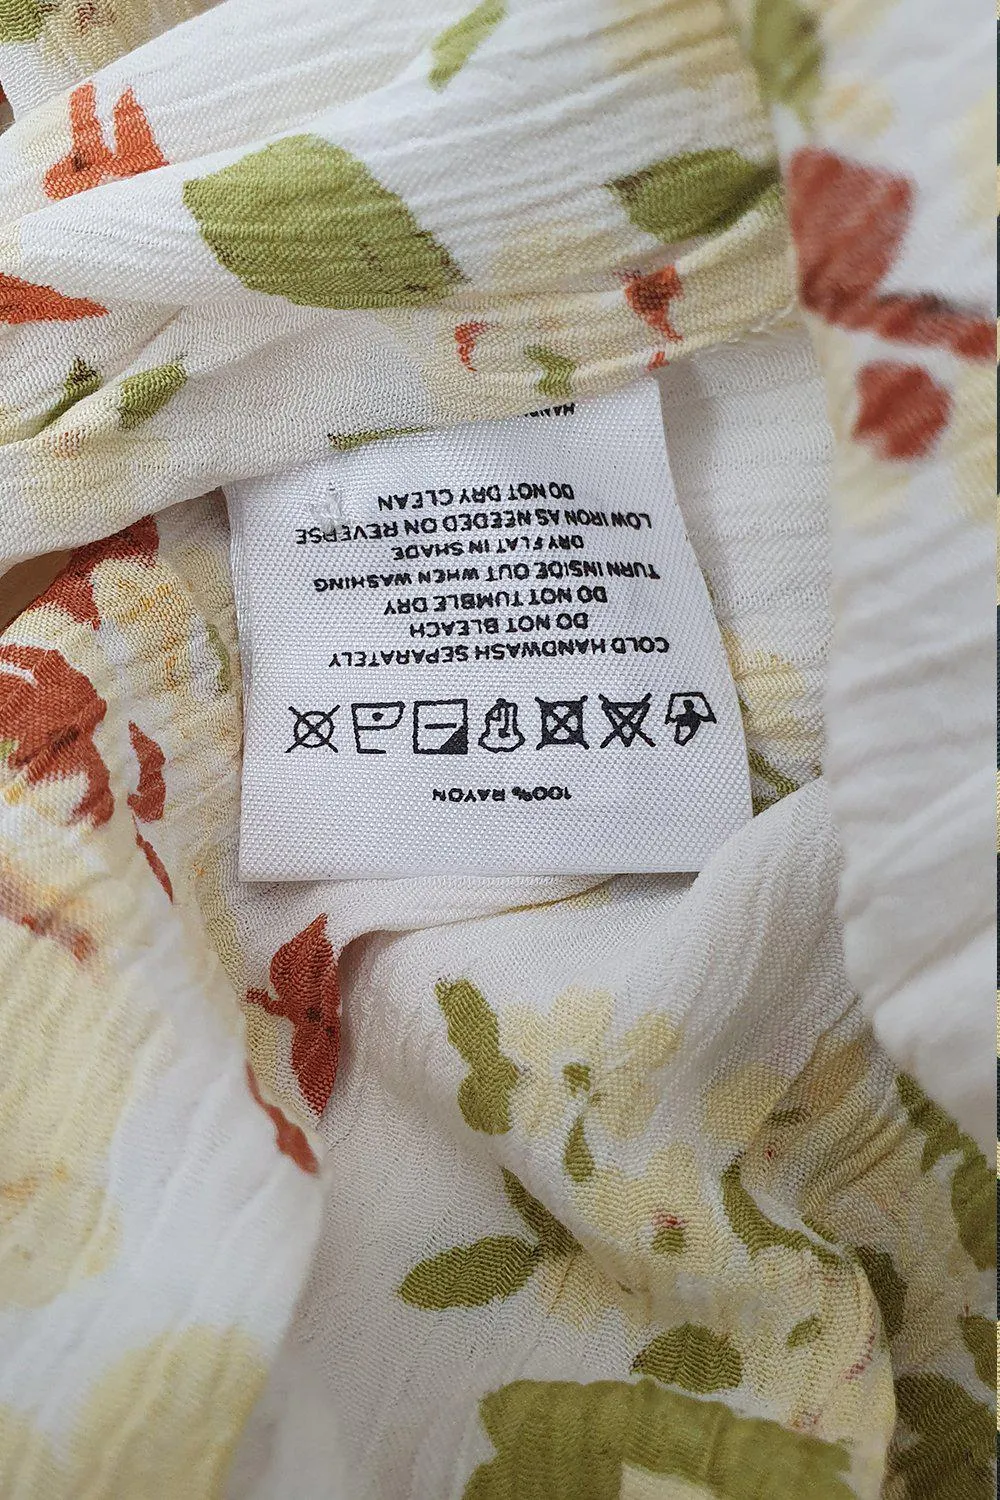 100% RAYON
COLD HANDWASH SEPARATELY
DO NOT BLEACH
DO NOT TUMBLE DRY
TURN INSIDE OUT WHEN WASHING
DRY FLAT IN SHADE
LOW IRON AS NEEDED ON REVERSE
DO NOT DRY CLEAN